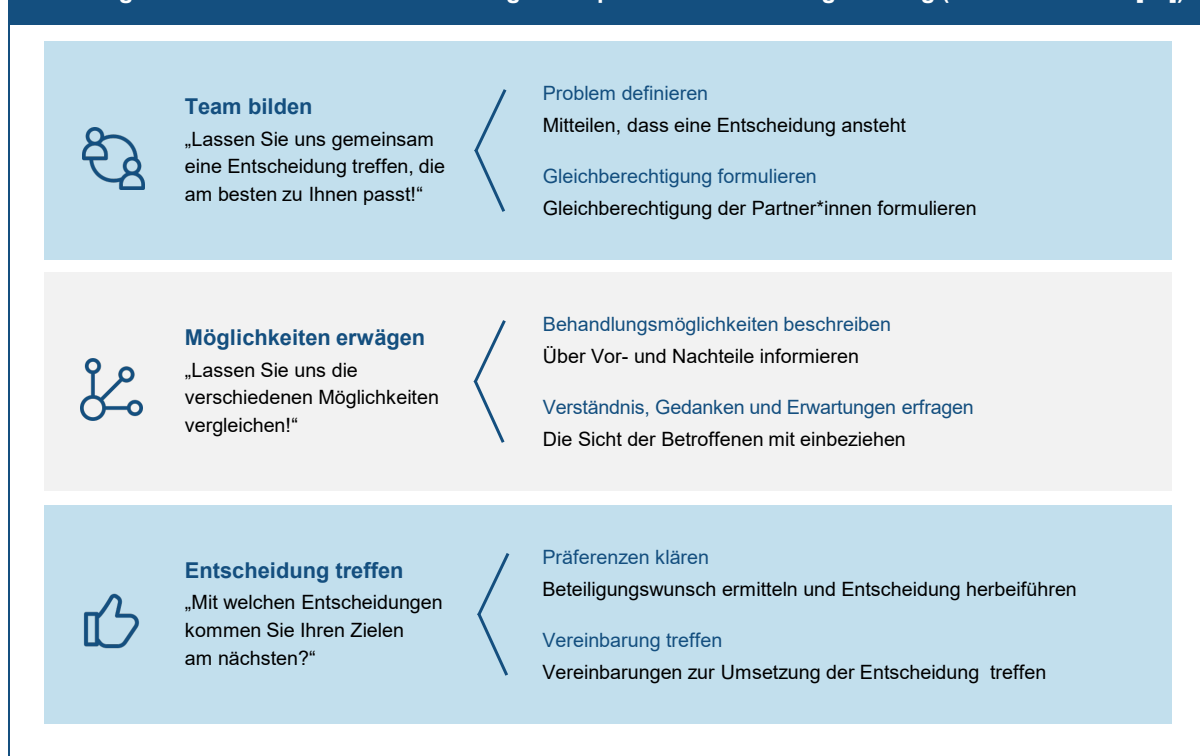 Team bilden
„Lassen Sie uns gemeinsam
eine Entscheidung treffen, die
am besten zu Ihnen passt!“
Problem definieren
Mitteilen, dass eine Entscheidung ansteht
Gleichberechtigung formulieren
Gleichberechtigung der Partner*innen formulieren
Möglichkeiten erwägen
„Lassen Sie uns die
verschiedenen Möglichkeiten
vergleichen!“
Behandlungsmöglichkeiten beschreiben
Über Vor- und Nachteile informieren
Verständnis, Gedanken und Erwartungen erfragen
Die Sicht der Betroffenen mit einbeziehen
Entscheidung treffen
„Mit welchen Entscheidungen
kommen Sie Ihren Zielen
am nächsten?“
Präferenzen klären
Beteiligungswunsch ermitteln und Entscheidung herbeiführen
Vereinbarung treffen
Vereinbarungen zur Umsetzung der Entscheidung treffen